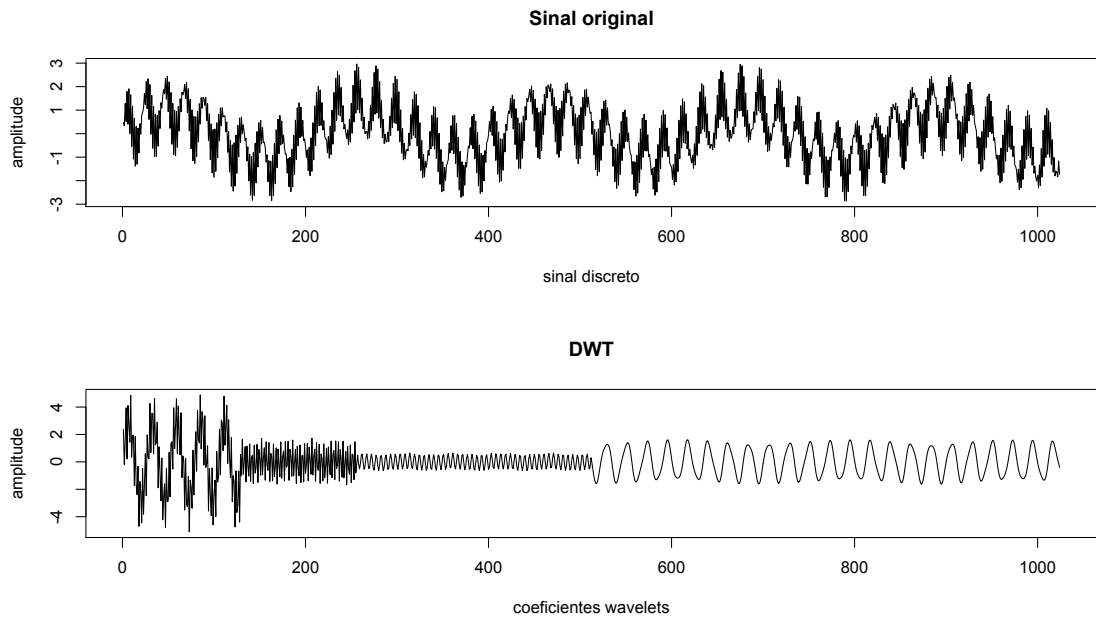 Sinal original
amplitude
3
2
1
-1
-3
0 200 400 600 800 1000
sinal discreto
DWT
amplitude
4
2
0
-4
0 200 400 600 800 1000
coeficientes wavelets